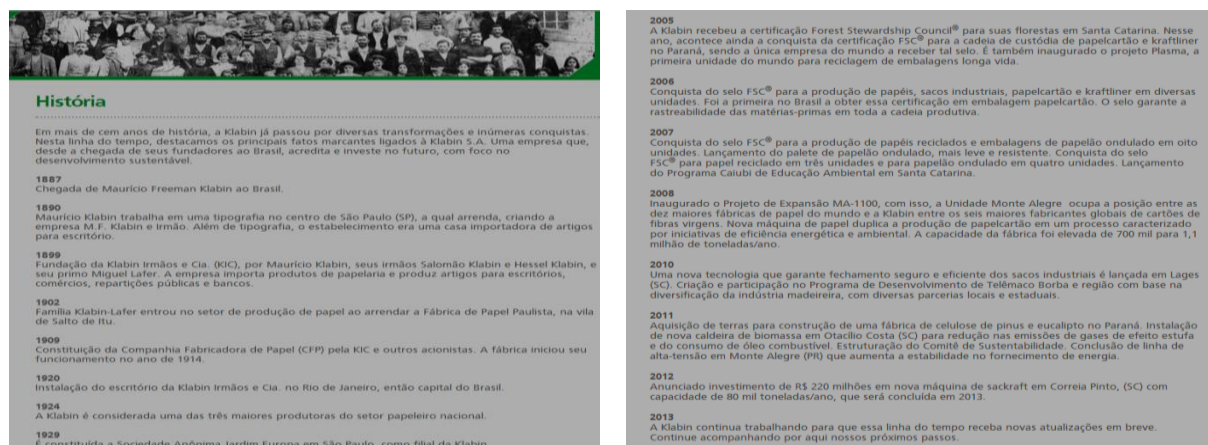 História
Em mais de cem anos de história, a Klabin já passou por diversas transformações e inúmeras conquistas.
Nesta linha do tempo, destacamos os principais fatos marcantes ligados à Klabin S.A. Uma empresa que,
desde a chegada de seus fundadores ao Brasil, acredita e investe no futuro, com foco no
desenvolvimento sustentável.
1887
Chegada de Maurício Freeman Klabin ao Brasil.
1890
Maurício Klabin trabalha em uma tipografia no centro de São Paulo (SP), a qual arrenda, criando a
empresa M.F. Klabin e Irmão. Além de tipografia, o estabelecimento era uma casa importadora de artigos
para escritório.
1899
Fundação da Klabin Irmãos e Cia. (KIC), por Maurício Klabin, seus irmãos Salomão Klabin e Hessel Klabin, e
seu primo Miguel Lafer. A empresa importa produtos de papelaria e produz artigos para escritórios,
comércios, repartições públicas e bancos.
1902
Família Klabin-Lafer entrou no setor de produção de papel ao arrendar a Fábrica de Papel Paulista, na vila
de Salto de Itu.
1909
Constituição da Companhia Fabricadora de Papel (CFP) pela KIC e outros acionistas. A fábrica iniciou seu
funcionamento no ano de 1914.
1920
Instalação do escritório da Klabin Irmãos e Cia. no Rio de Janeiro, então capital do Brasil.
1924
A Klabin é considerada uma das três maiores produtoras do setor papeleiro nacional.
1929
É constituída a Sociedade Anônima Jardim Europa em São Paulo, como filial da Klabin
2005
A Klabin recebeu a certificação Forest Stewardship Council® para suas florestas em Santa Catarina. Nesse
ano, acontece ainda a conquista da certificação FSC® para a cadeia de custódia de papelcartão e kraftliner
no Paraná, sendo a única empresa do mundo a receber tal selo. É também inaugurado o projeto Plasma, a
primeira unidade do mundo para reciclagem de embalagens longa vida.
2006
Conquista do selo FSC® para a produção de papéis, sacos industriais, papelcartão e kraftliner em diversas
unidades. Foi a primeira no Brasil a obter essa certificação em embalagem papelcartão. O selo garante a
rastreabilidade das matérias-primas em toda a cadeia produtiva.
2007
Conquista do selo FSC® para a produção de papéis reciclados e embalagens de papelão ondulado em oito
unidades. Lançamento do palete de papelão ondulado, mais leve e resistente. Conquista do selo
FSC® para papel reciclado em três unidades e para papelão ondulado em quatro unidades. Lançamento
do Programa Caiubi de Educação Ambiental em Santa Catarina.
2008
Inaugurado o Projeto de Expansão MA-1100, com isso, a Unidade Monte Alegre ocupa a posição entre as
dez maiores fábricas de papel do mundo e a Klabin entre os seis maiores fabricantes globais de cartões de
fibras virgens. Nova máquina de papel duplica a produção de papelcartão em um processo caracterizado
por iniciativas de eficiência energética e ambiental. A capacidade da fábrica foi elevada de 700 mil para 1,1
milhão de toneladas/ano.
2010
Uma nova tecnologia que garante fechamento seguro e eficiente dos sacos industriais é lançada em Lages
(SC). Criação e participação no Programa de Desenvolvimento de Telêmaco Borba e região com base na
diversificação da indústria madeireira, com diversas parcerias locais e estaduais.
2011
Aquisição de terras para construção de uma fábrica de celulose de pinus e eucalipto no Paraná. Instalação
de nova caldeira de biomassa em Otacílio Costa (SC) para redução nas emissões de gases de efeito estufa
e do consumo de óleo combustível. Estruturação do Comitê de Sustentabilidade. Conclusão de linha de
alta-tensão em Monte Alegre (PR) que aumenta a estabilidade no fornecimento de energia.
2012
Anunciado investimento de R$ 220 milhões em nova máquina de sackraft em Correia Pinto, (SC) com
capacidade de 80 mil toneladas/ano, que será concluída em 2013.
2013
A Klabin continua trabalhando para que essa linha do tempo receba novas atualizações em breve.
Continue acompanhando por aqui nossos próximos passos.